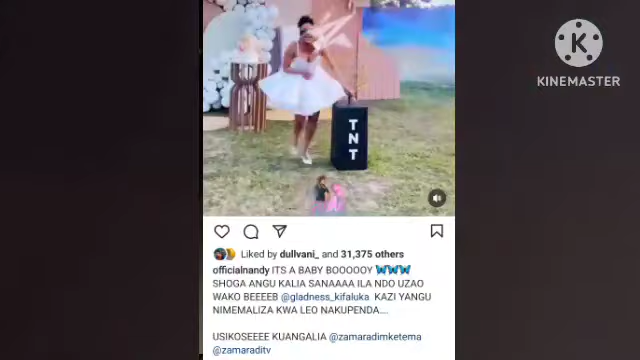 KINEMASTER
TNT
Liked by dullvani_ and 31,375 others
officialnandy ITS A BABY BOOOOOY
SHOGA ANGU KALIA SANAAAA ILA NDO UZAO
WAKO BEEEEB @gladness_kifaluka KAZI YANGU
NIMEMALIZA KWA LEO NAKUPENDA....
USIKOSEEEE KUANGALIA @zamaradimketema
@zamaraditv